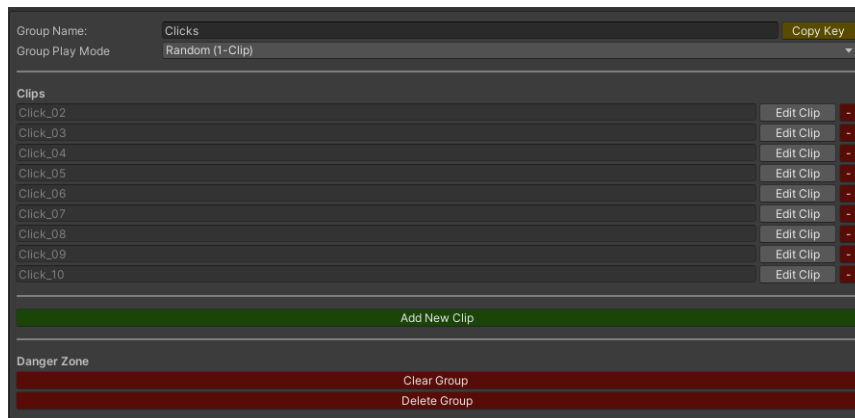 Group Name: Clicks Copy Key
Group Play Mode Random (1-Clip)
Clips
Click_02 Edit Clip -
Click_03 Edit Clip -
Click_04 Edit Clip -
Click_05 Edit Clip -
Click_06 Edit Clip -
Click_07 Edit Clip -
Click_08 Edit Clip -
Click_09 Edit Clip -
Click_10 Edit Clip -
Add New Clip
Danger Zone
Clear Group
Delete Group